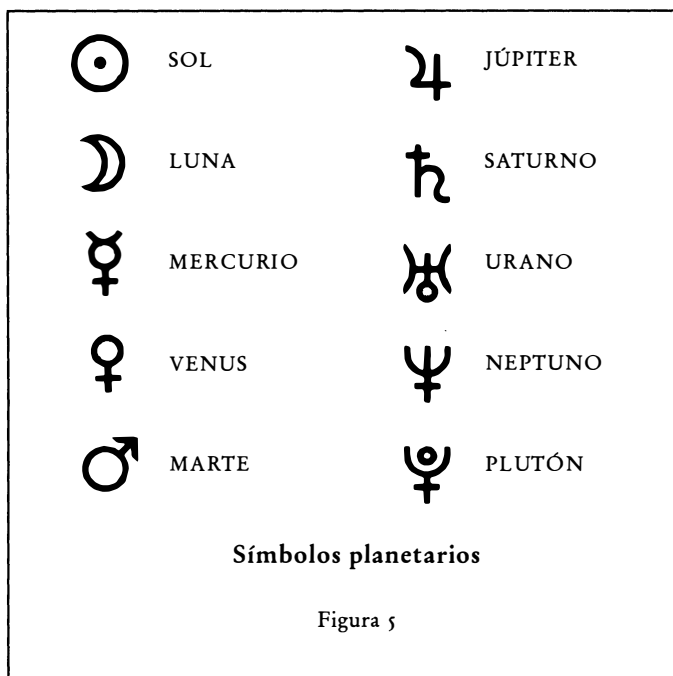 SOL
JÚPITER
LUNA
SATURNO
MERCURIO
URANO
VENUS
NEPTUNO
MARTE
PLUTÓN
Símbolos planetarios
Figura 5